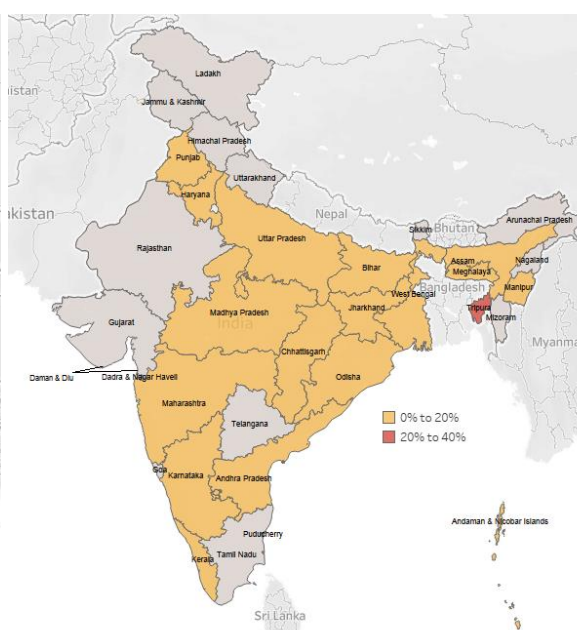 Ladakh
istan
Jammu & Kashmir
Himachal Pradesh
Punjab
Uttarakhand
Haryana
akistan
Nepal
Sikkim
Bhutan
Arunachal Pradesh
Rajasthan
Uttar Pradesh
Assam
Nagaland
Bihar
Meghalaya
Bangladesh
Manipur
West Bengal
Jharkhand
Tripura
Mizoram
Gujarat
Madhya Pradesh
India
Myanma
Chhattisgarh
Daman & Diu
Dadra & Nagar Haveli
Odisha
Maharashtra
Telangana
0% to 20%
20% to 40%
Goa
Karnataka
Andhra Pradesh
Andaman & Nicobar Islands
Puducherry
Kerala
Tamil Nadu
Sri Lanka